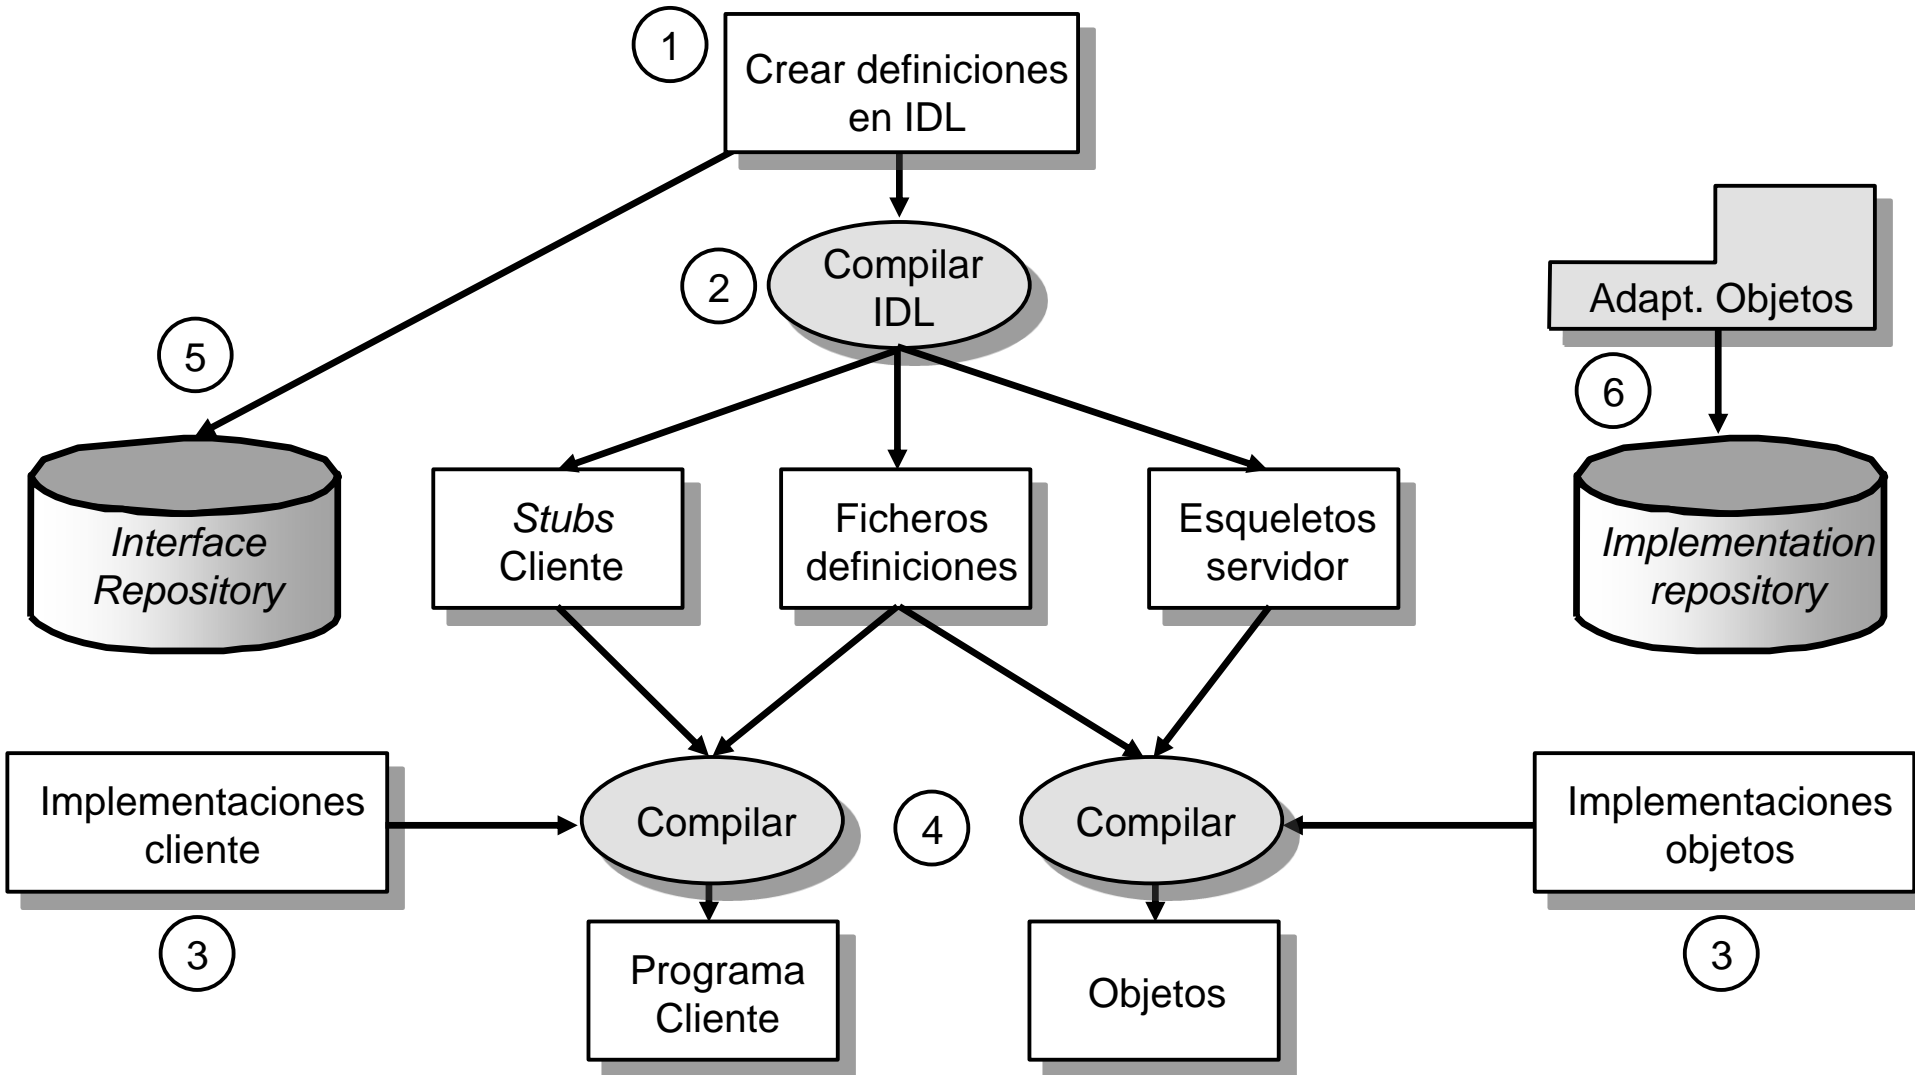 1
Crear definiciones
en IDL
2
Compilar
IDL
Adapt. Objetos
5
6
Interface
Repository
Stubs
Cliente
Ficheros
definiciones
Esqueletos
servidor
Implementation
repository
Implementaciones
cliente
Compilar
4
Compilar
Implementaciones
objetos
3
Programa
Cliente
Objetos
3